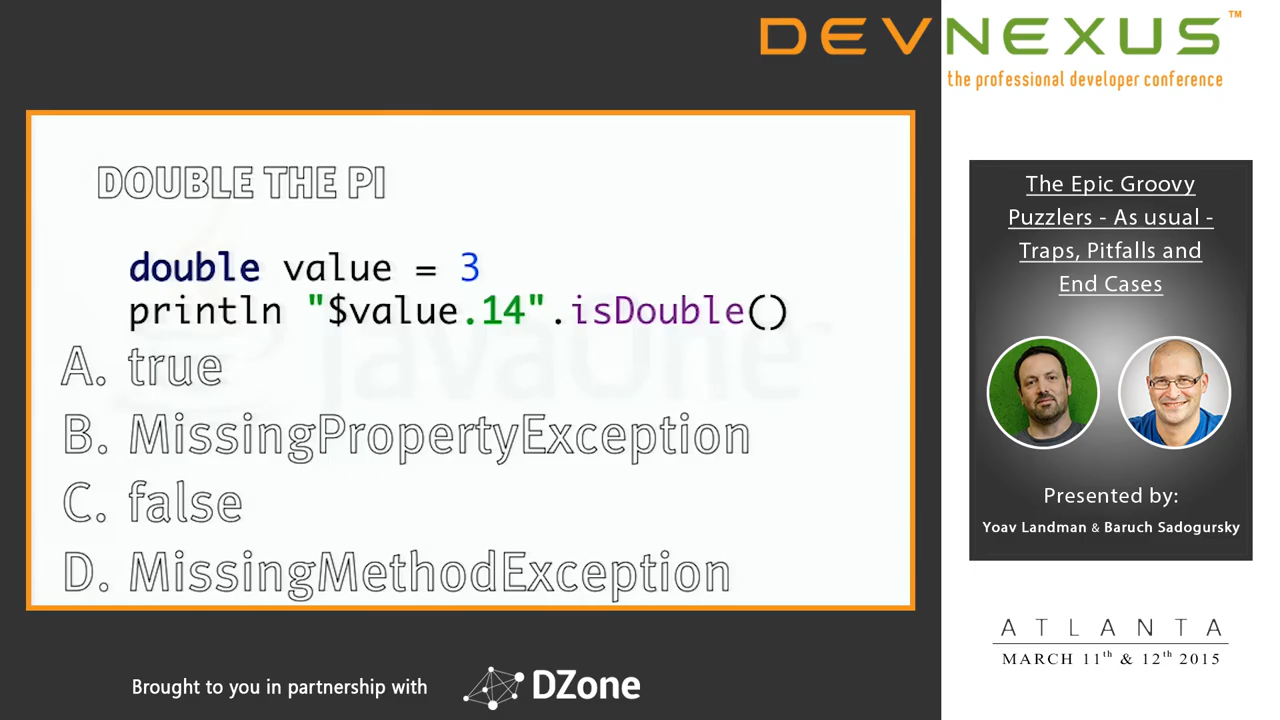 DEVNEXUS™
the professional developer conference
DOUBLE THE PI
double value = 3
println "$value.14".isDouble()
A. true
B. MissingPropertyException
C. false
D. MissingMethodException
JavaOne™
The Epic Groovy
Puzzlers - As usual -
Traps, Pitfalls and
End Cases
Presented by:
Yoav Landman & Baruch Sadogursky
ATLANTA
MARCH 11th & 12th 2015
Brought to you in partnership with
DZone